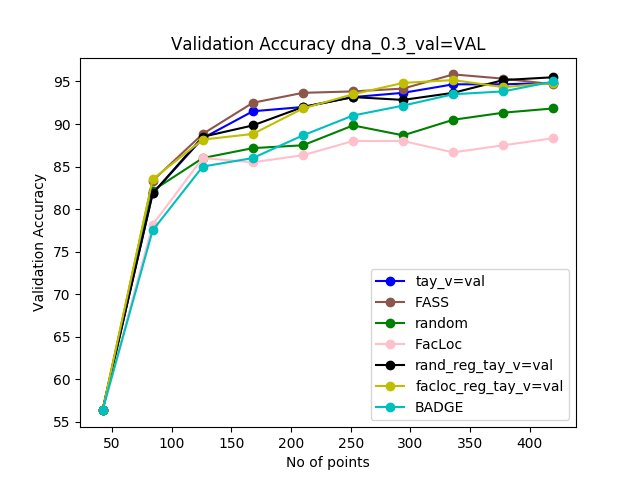 Validation Accuracy dna_0.3_val=VAL
Validation Accuracy
95
90
85
80
75
70
65
60
55
tay_v=val
FASS
random
FacLoc
rand_reg_tay_v=val
facloc_reg_tay_v=val
BADGE
50 100 150 200 250 300 350 400
No of points